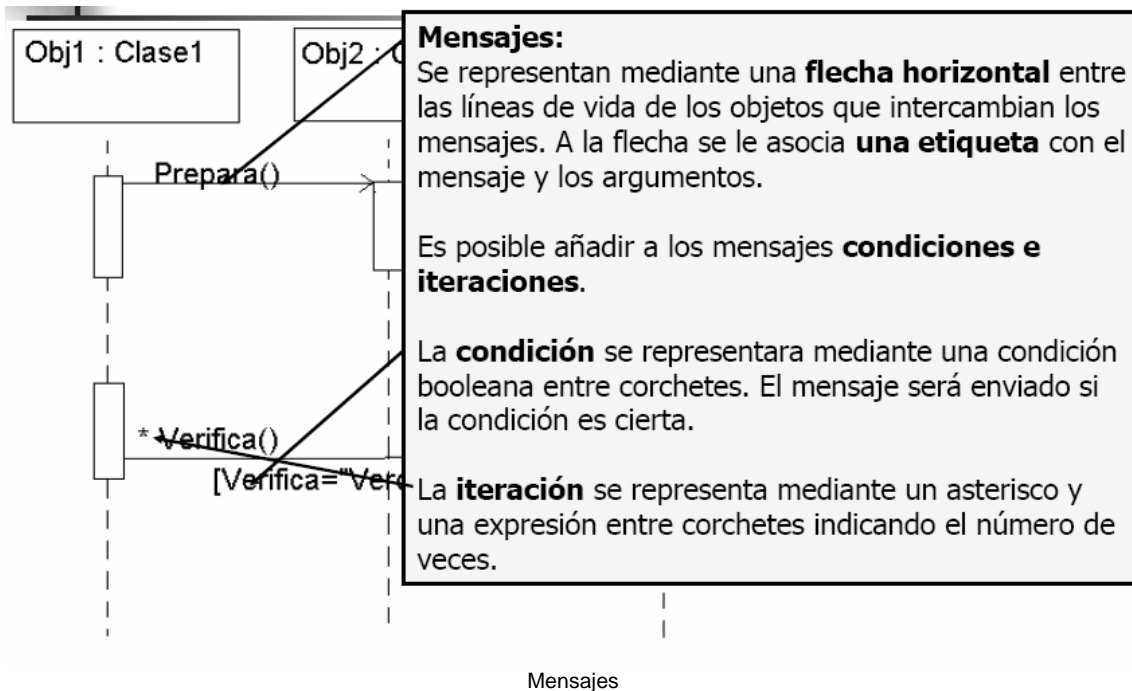 Obj1 : Clase1
Obj2 :
Mensajes:
Se representan mediante una flecha horizontal entre
las líneas de vida de los objetos que intercambian los
mensajes. A la flecha se le asocia una etiqueta con el
mensaje y los argumentos.
Es posible añadir a los mensajes condiciones e
iteraciones.
La condición se representara mediante una condición
booleana entre corchetes. El mensaje será enviado si
la condición es cierta.
La iteración se representa mediante un asterisco y
una expresión entre corchetes indicando el número de
veces.
Prepara()
* Verifica()
[Verifica="Ver
Mensajes